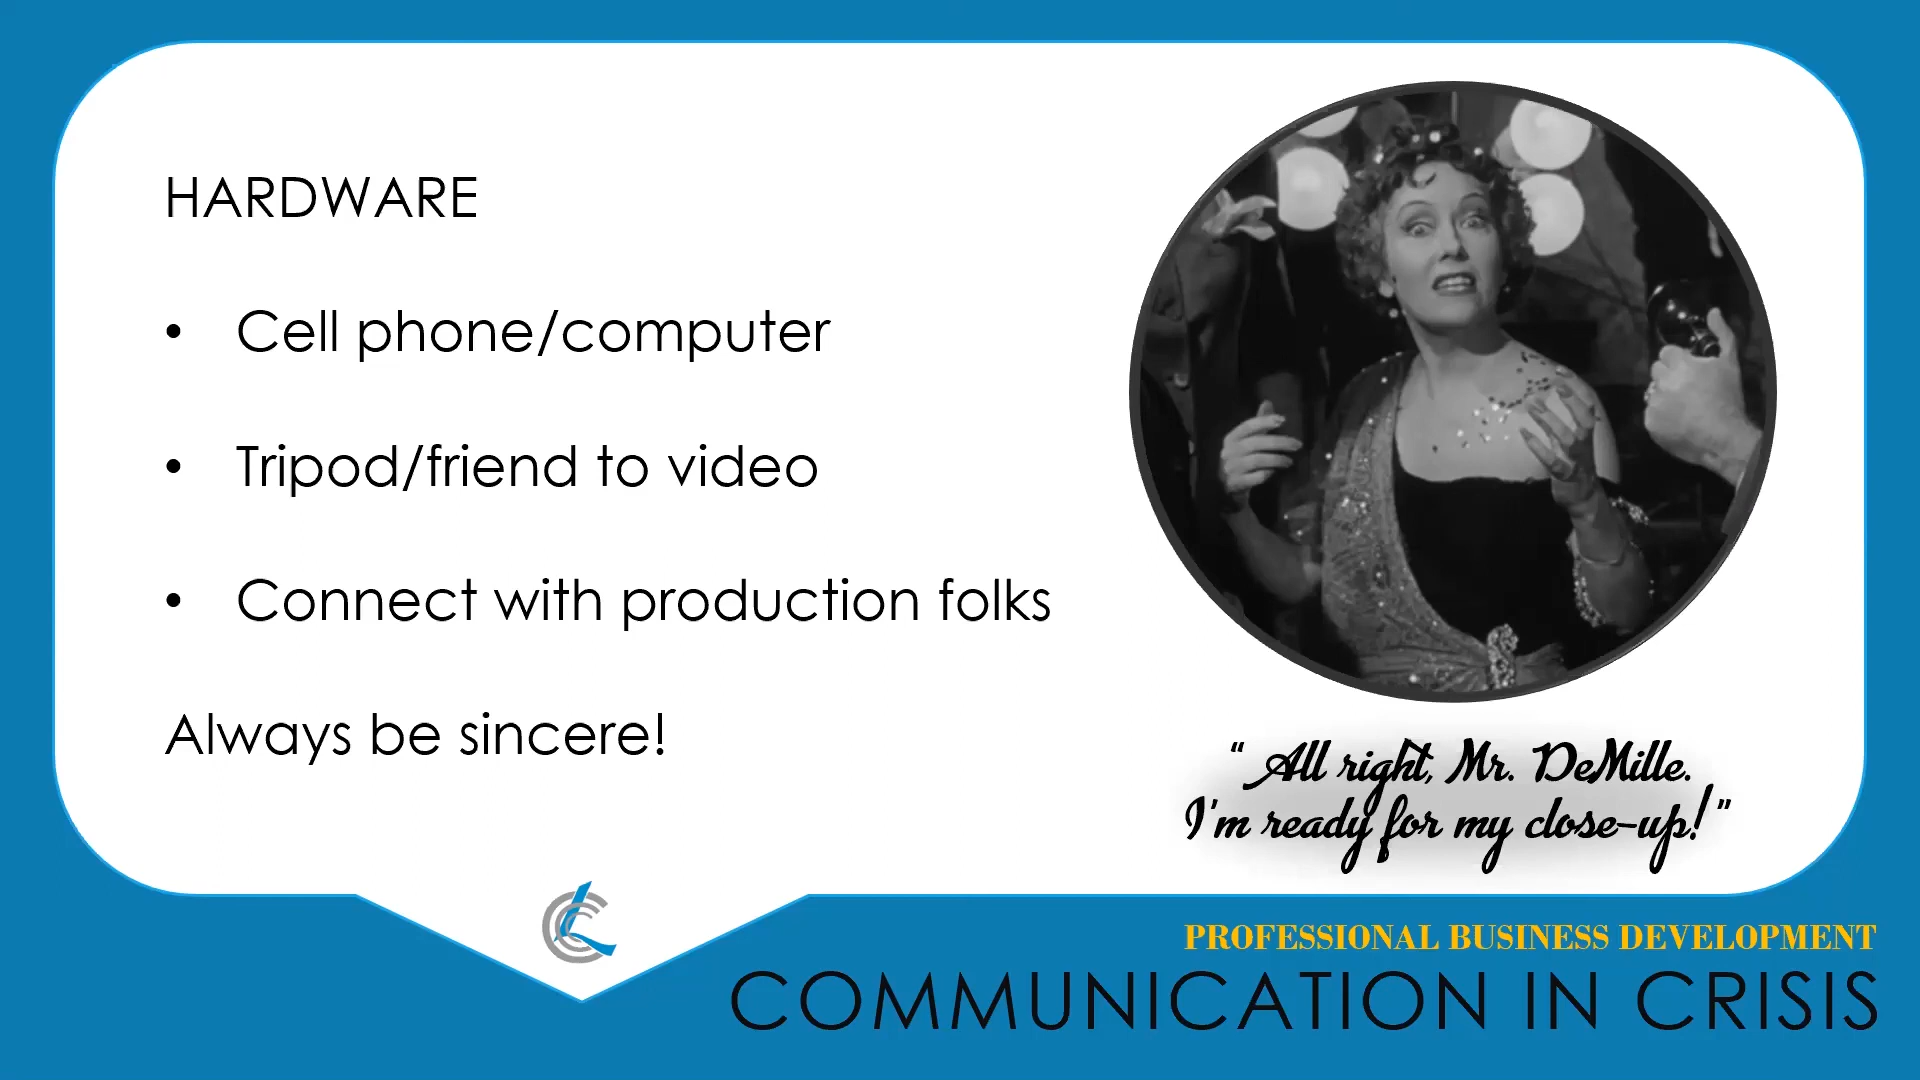 HARDWARE
• Cell phone/computer
• Tripod/friend to video
• Connect with production folks
Always be sincere!
“All right, Mr. DeMille.
I'm ready for my close-up!”
PROFESSIONAL BUSINESS DEVELOPMENT
COMMUNICATION IN CRISIS